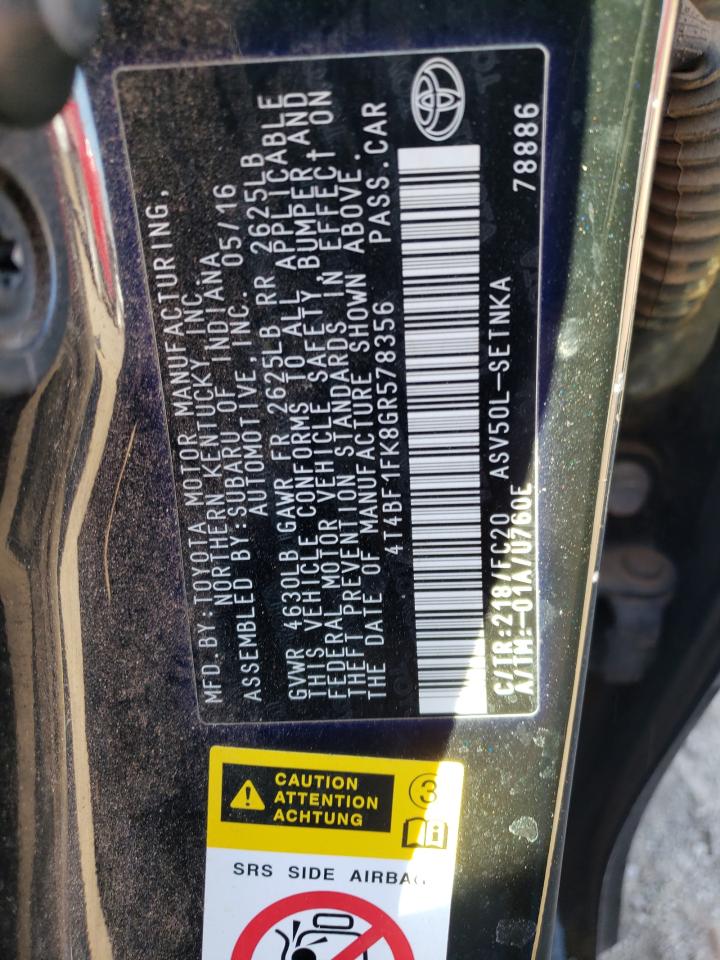 MFD. BY: TOYOTA MOTOR MANUFACTURING,
NORTHERN KENTUCKY, INC.
ASSEMBLED BY: SUBARU OF INDIANA
AUTOMOTIVE, INC. 05/16
GVWR 4630LB GAWR FR 2625LB RR 2625LB
THIS VEHICLE CONFORMS TO ALL APPLICABLE
FEDERAL MOTOR VEHICLE SAFETY, BUMPER AND
THEFT PREVENTION STANDARDS IN EFFECT ON
THE DATE OF MANUFACTURE SHOWN ABOVE.
4T4BF1FK8GR578356 PASS. CAR
C/TR:218/FC20 ASV50L-SETNKA 78886
A/TM:-01A/U760E
CAUTION
ATTENTION
ACHTUNG
3
SRS SIDE AIRBAG